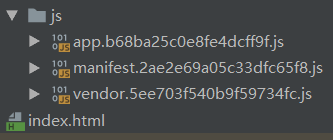 js
app.b68ba25c0e8fe4dcff9f.js
manifest.2ae2e69a05c33dfc65f8.js
vendor.5ee703f540b9f59734fc.js
index.html